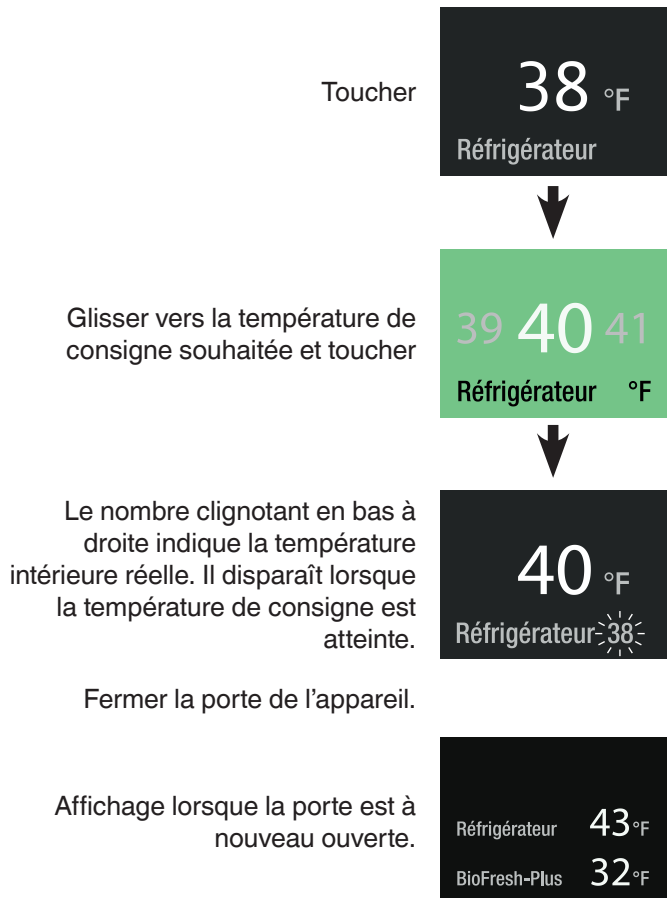 Toucher
38 °F
Réfrigérateur
Glisser vers la température de
consigne souhaitée et toucher
39 40 41
Réfrigérateur °F
Le nombre clignotant en bas à
droite indique la température
intérieure réelle. Il disparaît lorsque
la température de consigne est
atteinte.
40 °F
Réfrigérateur 38
Fermer la porte de l’appareil.
Affichage lorsque la porte est à
nouveau ouverte.
Réfrigérateur 43°F
BioFresh-Plus 32°F